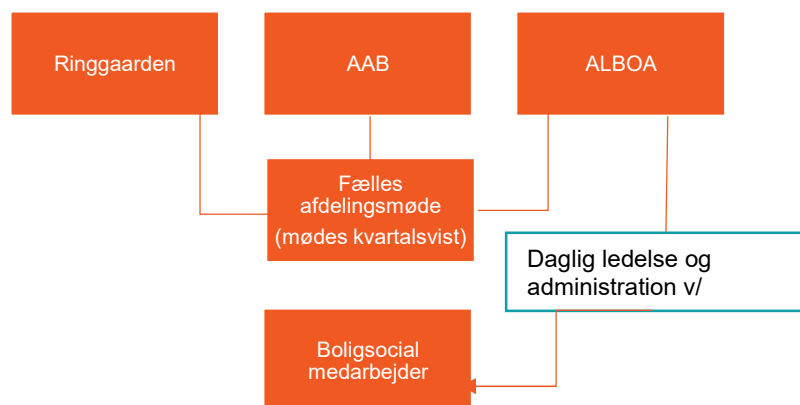 Ringgaarden
AAB
ALBOA
Fælles
afdelingsmøde
(mødes kvartalsvist)
Daglig ledelse og
administration v/
Boligsocial
medarbejder